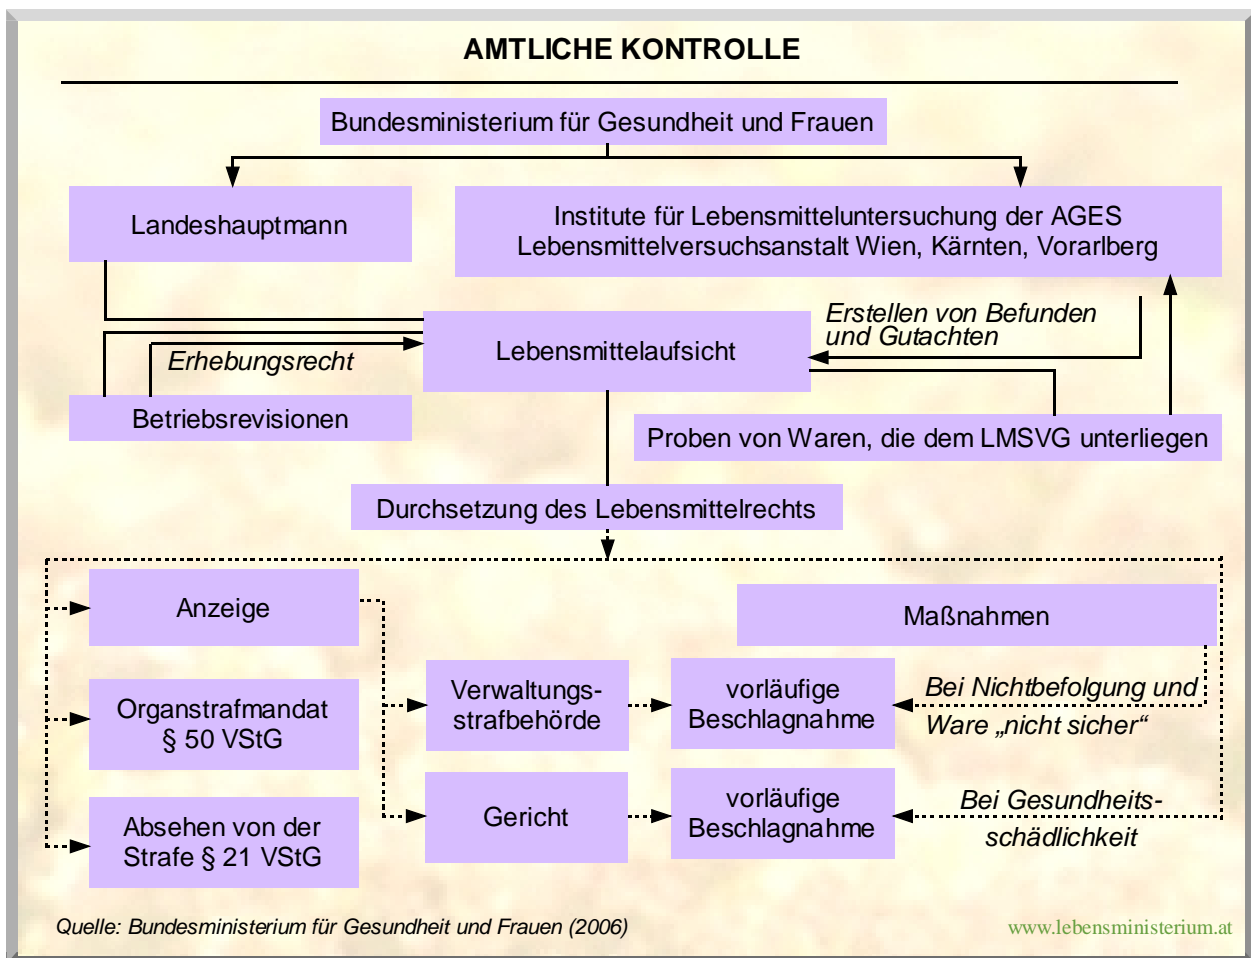 AMTLICHE KONTROLLE
Bundesministerium für Gesundheit und Frauen
Landeshauptmann
Institute für Lebensmitteluntersuchung der AGES
Lebensmittelversuchsanstalt Wien, Kärnten, Vorarlberg
Erstellen von Befunden
und Gutachten
Lebensmittelaufsicht
Erhebungsrecht
Betriebsrevisionen
Proben von Waren, die dem LMSVG unterliegen
Durchsetzung des Lebensmittelrechts
Anzeige
Maßnahmen
Organstrafmandat
§ 50 VStG
Verwaltungs-
strafbehörde
vorläufige
Beschlagnahme
Bei Nichtbefolgung und
Ware „nicht sicher“
Absehen von der
Strafe § 21 VStG
Gericht
vorläufige
Beschlagnahme
Bei Gesundheits-
schädlichkeit
Quelle: Bundesministerium für Gesundheit und Frauen (2006)
www.lebensministerium.at